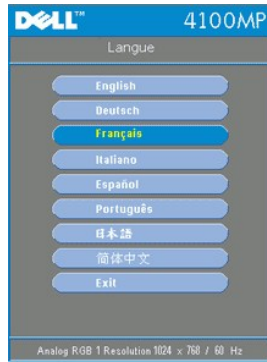 DELL™ 4100MP
Langue
English
Deutsch
Français
Italiano
Español
Português
日本語
简体中文
Exit
Analog RGB 1 Resolution 1024 x 768 / 60 Hz